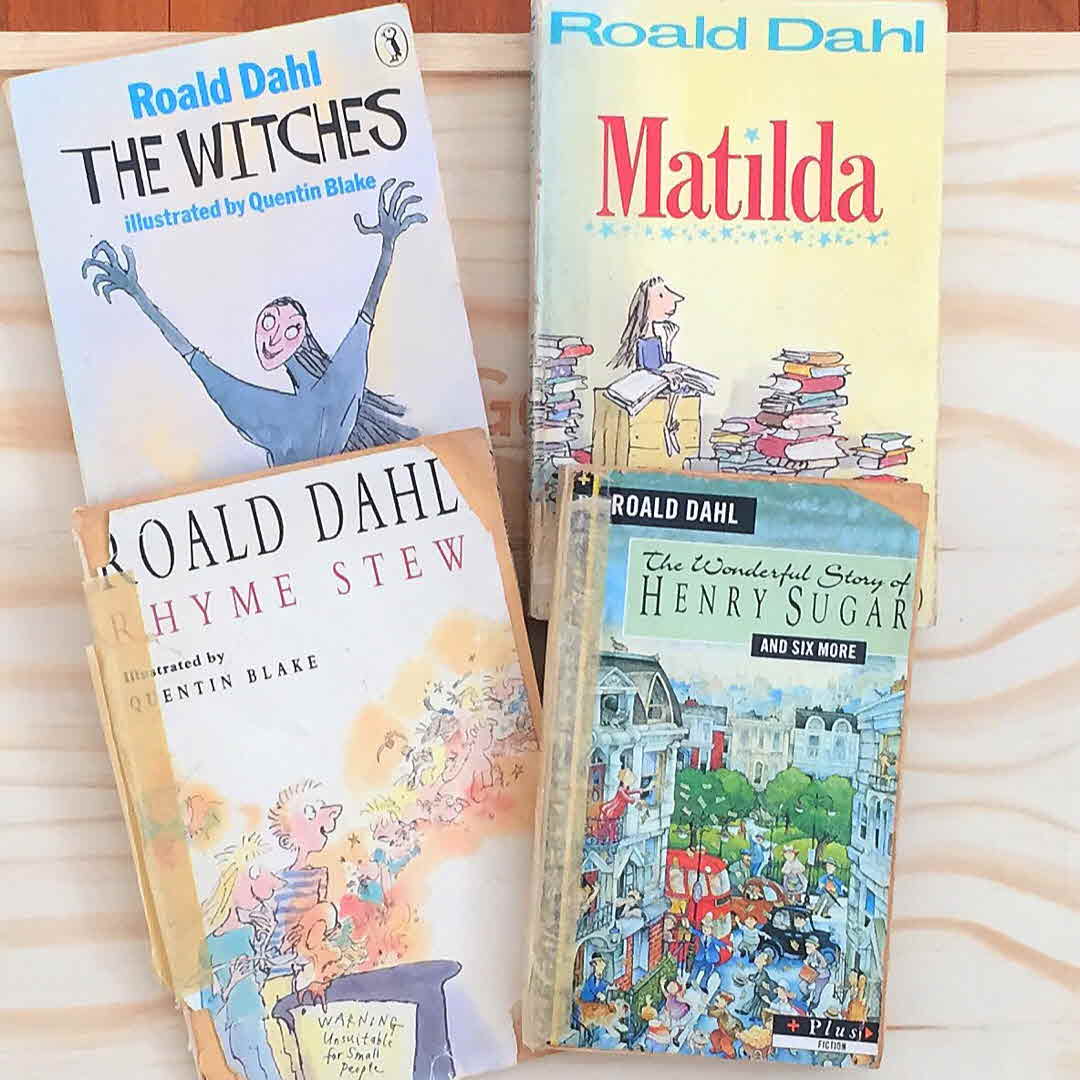 Roald Dahl
THE WITCHES
illustrated by Quentin Blake
Roald Dahl
Matilda
ROALD DAHL
RHYME STEW
Illustrated by
QUENTIN BLAKE
WARNING
Unsuitable
for Small
People
ROALD DAHL
The Wonderful Story of
HENRY SUGAR
AND SIX MORE
+ Plus
FICTION